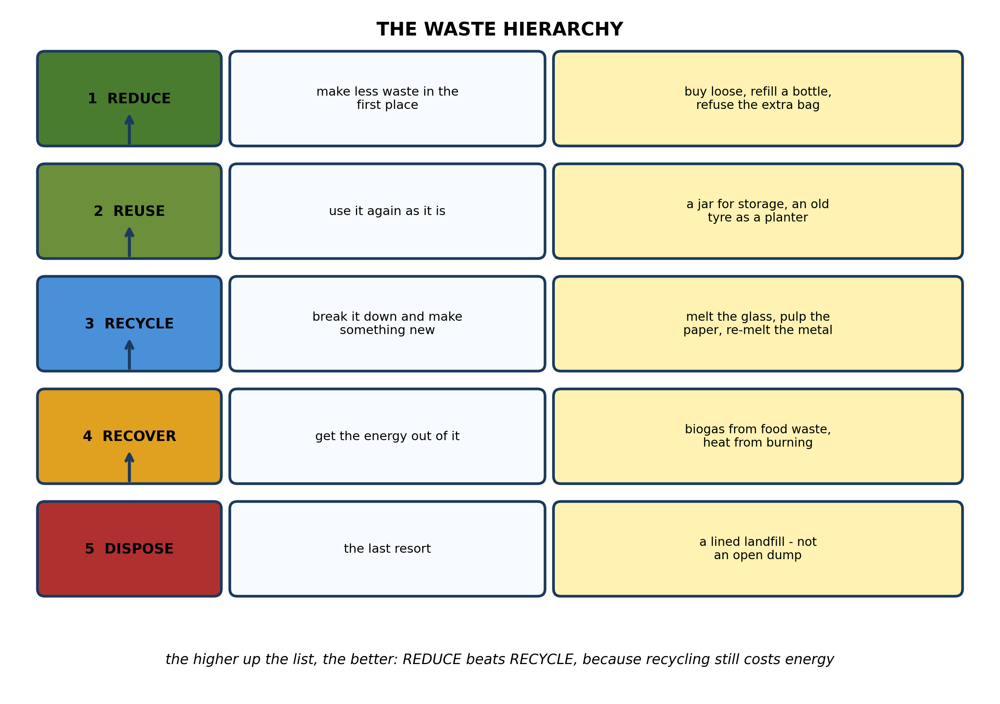 THE WASTE HIERARCHY
1 REDUCE
make less waste in the
first place
buy loose, refill a bottle,
refuse the extra bag
2 REUSE
use it again as it is
a jar for storage, an old
tyre as a planter
3 RECYCLE
break it down and make
something new
melt the glass, pulp the
paper, re-melt the metal
4 RECOVER
get the energy out of it
biogas from food waste,
heat from burning
5 DISPOSE
the last resort
a lined landfill - not
an open dump
the higher up the list, the better: REDUCE beats RECYCLE, because recycling still costs energy